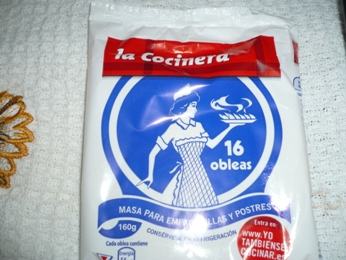 la Cocinera
16
obleas
MASA PARA EMPANADILLAS Y POSTRES
160g
CONSÉRVESE EN REFRIGERACIÓN
Cada oblea contiene
Energía
Entra en:
www.YO
TAMBIENSE
COCINAR.es